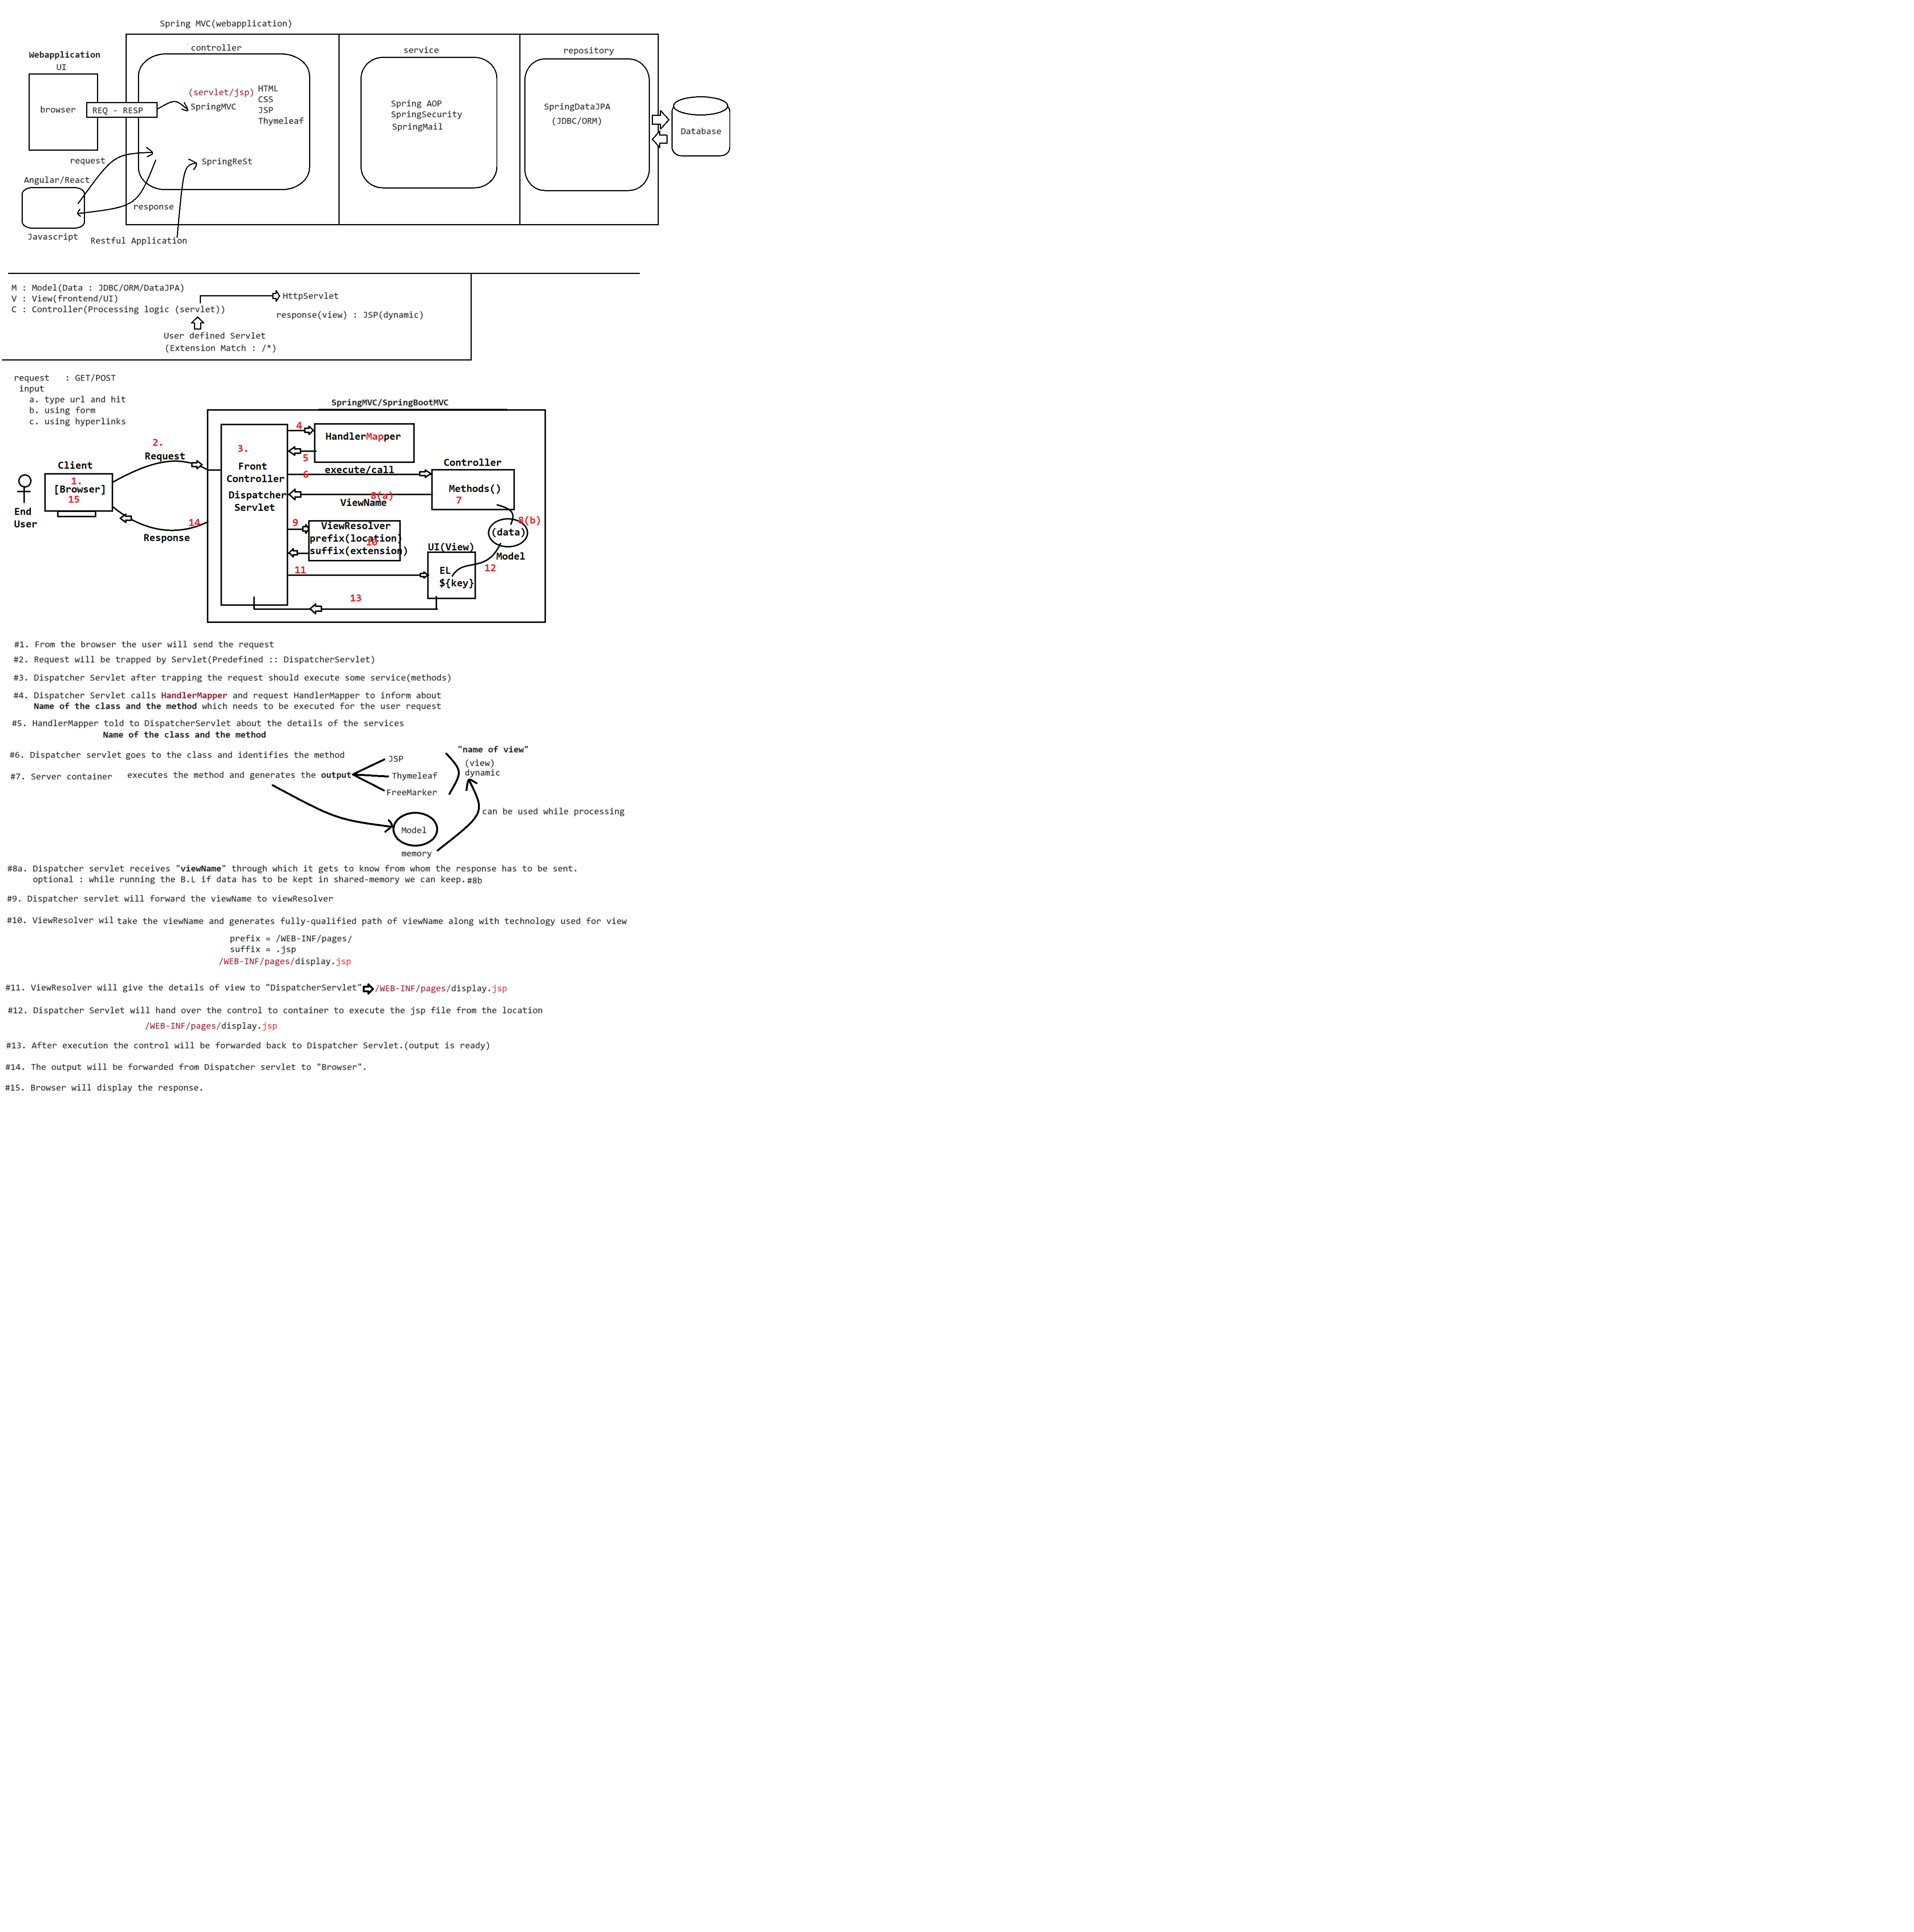 Spring MVC(webapplication)
Webapplication
UI
browser
REQ - RESP
controller
(servlet/jsp)
SpringMVC
HTML
CSS
JSP
Thymeleaf
SpringReSt
request
Angular/React
response
Javascript
Restful Application
service
Spring AOP
SpringSecurity
SpringMail
repository
SpringDataJPA
(JDBC/ORM)
Database
M : Model(Data : JDBC/ORM/DataJPA)
V : View(frontend/UI)
C : Controller(Processing logic (servlet))
HttpServlet
response(view) : JSP(dynamic)
User defined Servlet
(Extension Match : /*)
request   : GET/POST
input
a. type url and hit
b. using form
c. using hyperlinks
SpringMVC/SpringBootMVC
End
User
Client
1.
[Browser]
15
2.
Request
14
Response
3.
Front
Controller
Dispatcher
Servlet
4
HandlerMapper
5
6
execute/call
Controller
Methods()
7
8(a)
ViewName
8(b)
(data)
Model
9
ViewResolver
prefix(location)
10
suffix(extension)
UI(View)
EL
${key}
11
12
13
#1. From the browser the user will send the request
#2. Request will be trapped by Servlet(Predefined :: DispatcherServlet)
#3. Dispatcher Servlet after trapping the request should execute some service(methods)
#4. Dispatcher Servlet calls HandlerMapper and request HandlerMapper to inform about
Name of the class and the method which needs to be executed for the user request
#5. HandlerMapper told to DispatcherServlet about the details of the services
Name of the class and the method
#6. Dispatcher servlet goes to the class and identifies the method
#7. Server container executes the method and generates the output
JSP
Thymeleaf
FreeMarker
"name of view"
(view)
dynamic
can be used while processing
Model
memory
#8a. Dispatcher servlet receives "viewName" through which it gets to know from whom the response has to be sent.
optional : while running the B.L if data has to be kept in shared-memory we can keep.#8b
#9. Dispatcher servlet will forward the viewName to viewResolver
#10. ViewResolver wil take the viewName and generates fully-qualified path of viewName along with technology used for view
prefix = /WEB-INF/pages/
suffix = .jsp
/WEB-INF/pages/display.jsp
#11. ViewResolver will give the details of view to "DispatcherServlet" /WEB-INF/pages/display.jsp
#12. Dispatcher Servlet will hand over the control to container to execute the jsp file from the location
/WEB-INF/pages/display.jsp
#13. After execution the control will be forwarded back to Dispatcher Servlet.(output is ready)
#14. The output will be forwarded from Dispatcher servlet to "Browser".
#15. Browser will display the response.